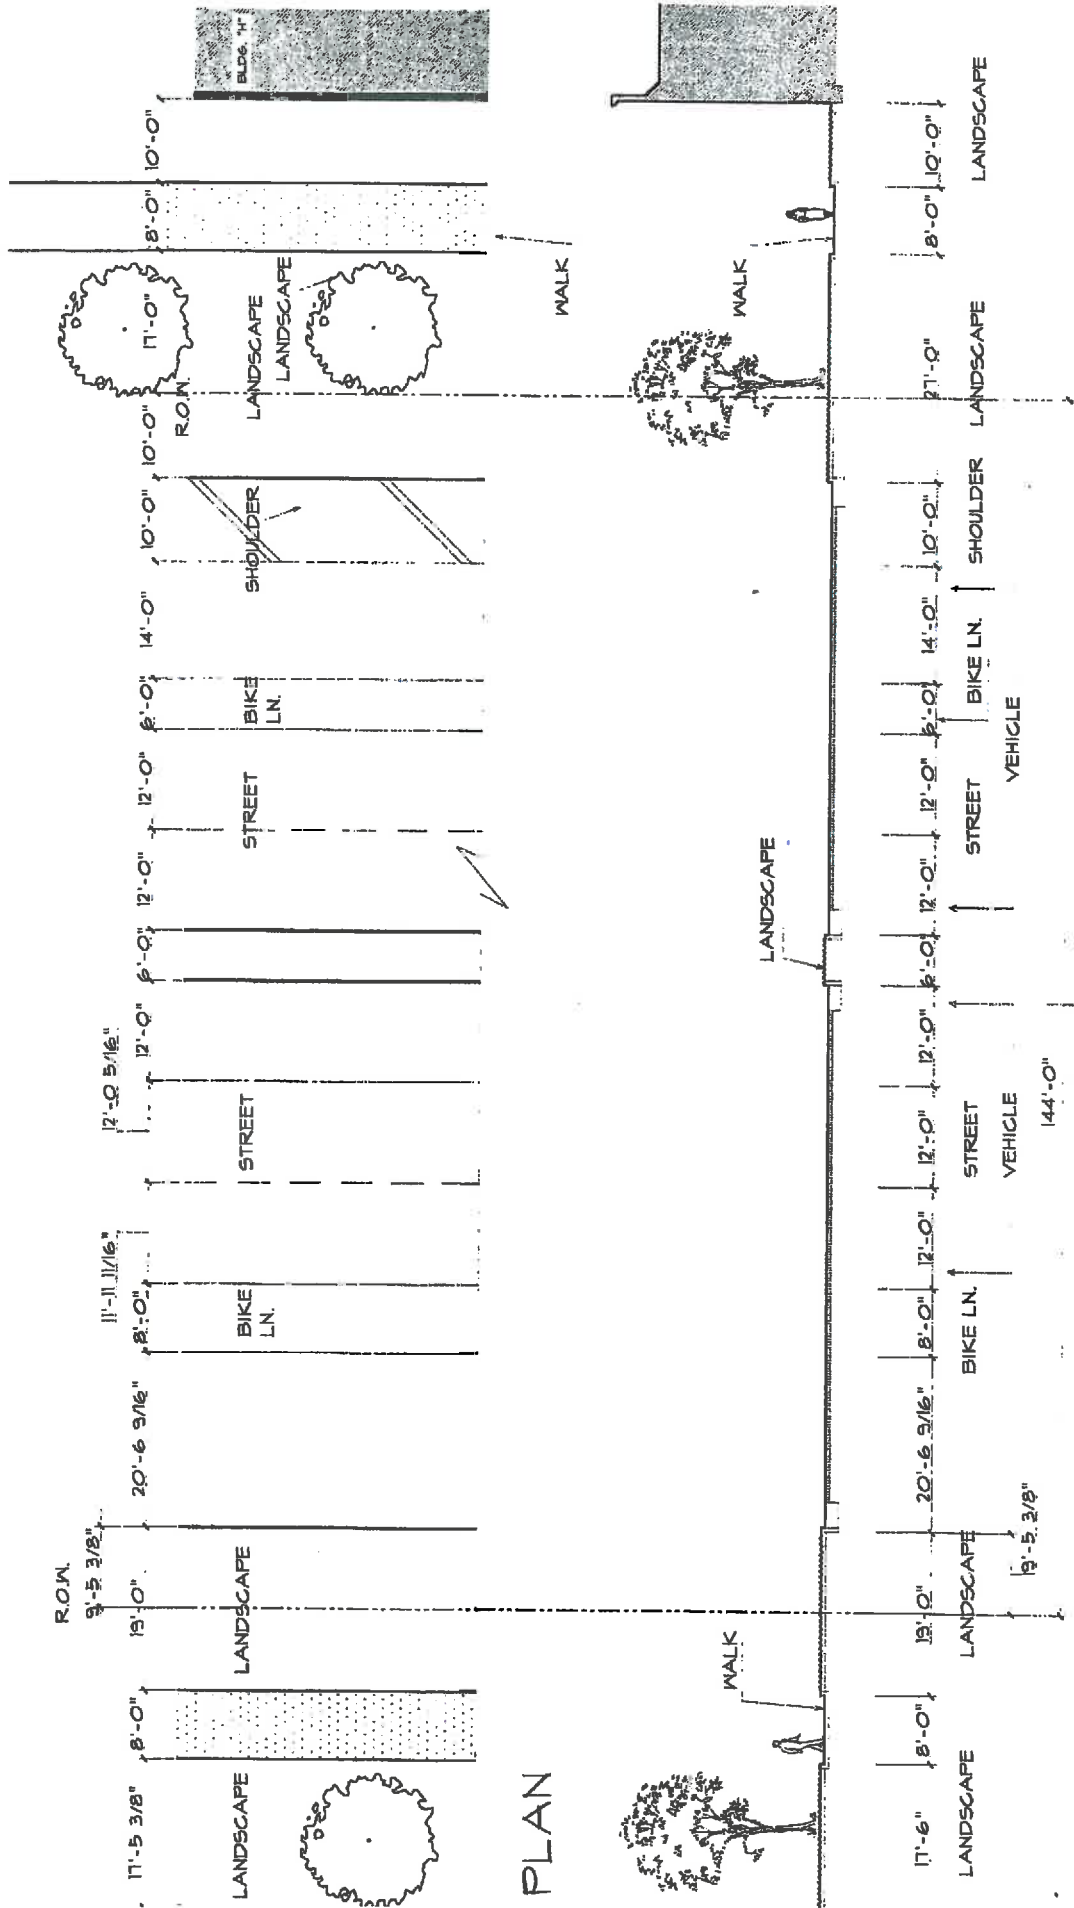 R.O.W.
9'-5 3/8" 11'-11 11/16" 12'-0 5/16"
17'-5 3/8" 8'-0" 19'-0" 20'-6 9/16" 8'-0" 12'-0" 6'-0" 12'-0" 12'-0" 6'-0" 14'-0" 10'-0" 10'-0" 17'-0" 8'-0" 10'-0"
R.O.W.
LANDSCAPE LANDSCAPE BIKE STREET STREET BIKE SHOULDER LANDSCAPE BLDG. "H"
LN. LN. LANDSCAPE
PLAN WALK
WALK LANDSCAPE WALK
17'-6" 8'-0" 19'-0" 20'-6 9/16" 8'-0" 12'-0" 12'-0" 12'-0" 6'-0" 12'-0" 12'-0" 6'-0" 14'-0" 10'-0" 27'-0" 8'-0" 10'-0"
LANDSCAPE LANDSCAPE BIKE LN. STREET STREET BIKE LN. SHOULDER LANDSCAPE LANDSCAPE
VEHICLE VEHICLE
19'-5 3/8" 144'-0"